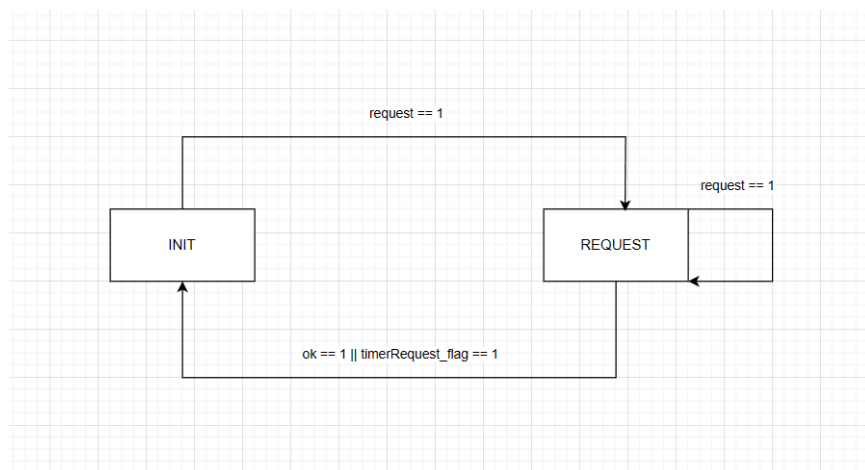 request == 1
request == 1
INIT
REQUEST
ok == 1 || timerRequest_flag == 1